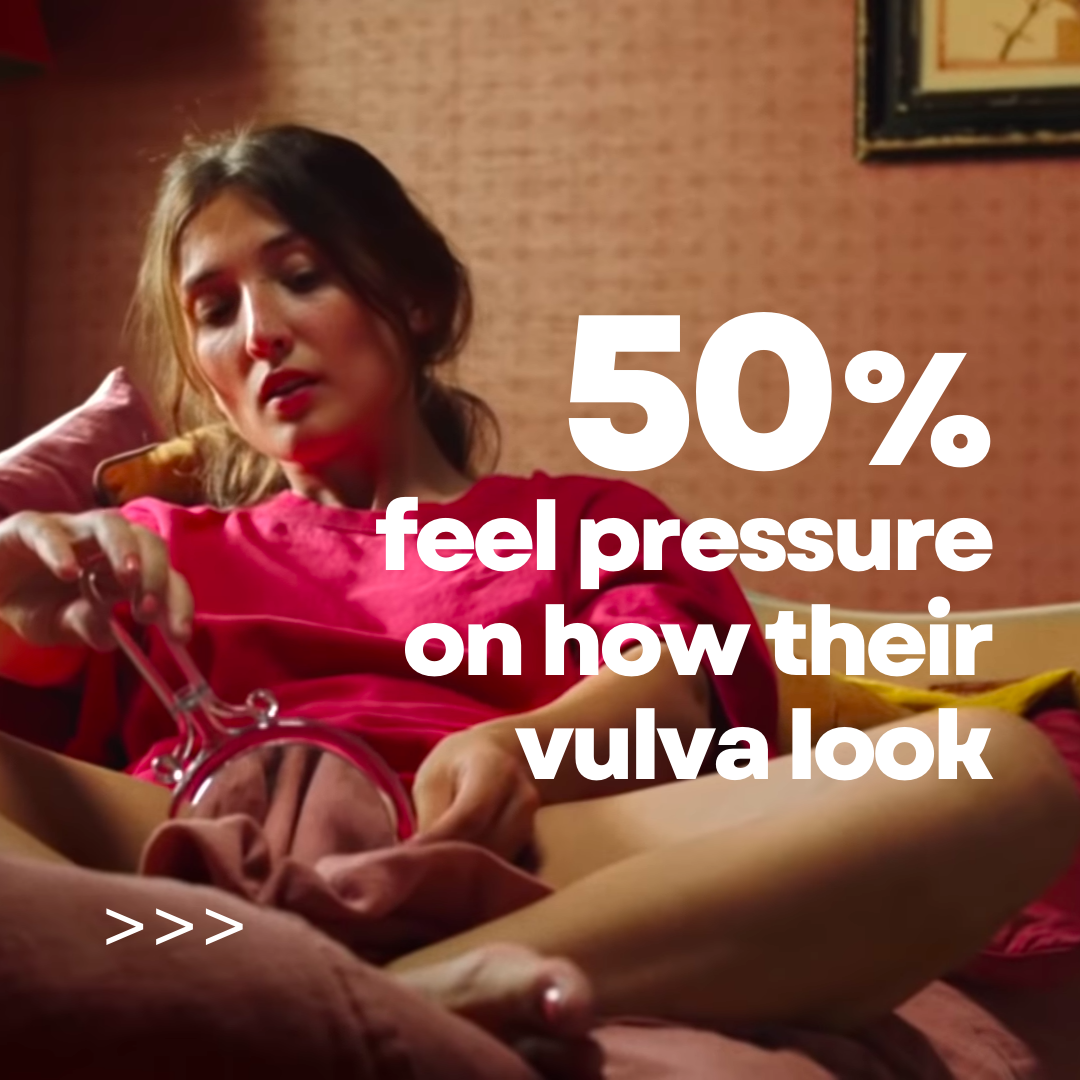 50%
feel pressure
on how their
vulva look
>>>